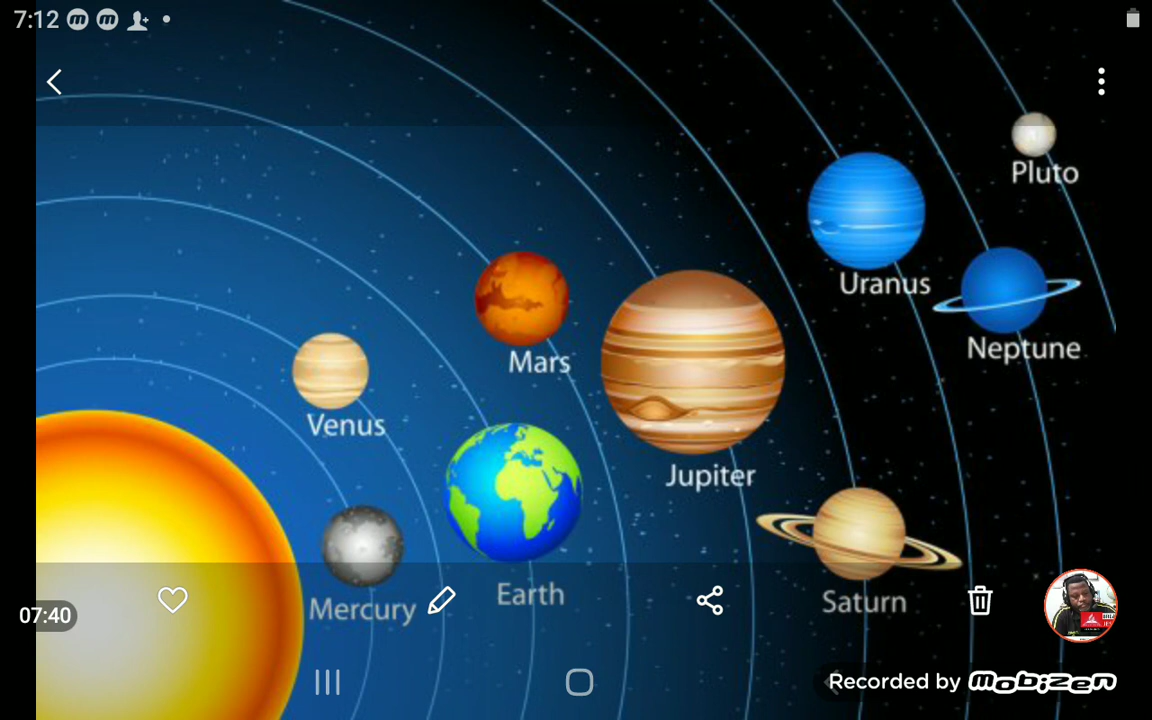 7:12
Pluto
Uranus
Neptune
Mars
Venus
Jupiter
Earth
Mercury
Saturn
07:40
Recorded by mobizen